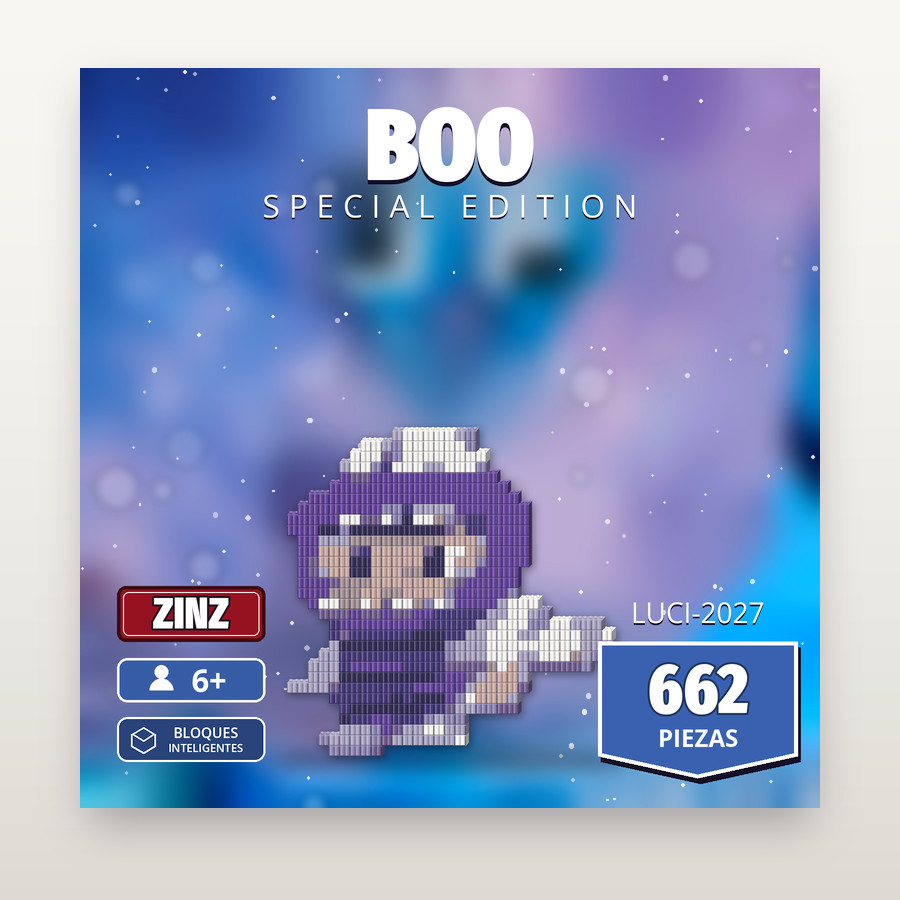 BOO
SPECIAL EDITION
ZINZ
6+
BLOQUES
INTELIGENTES
LUCI-2027
662
PIEZAS